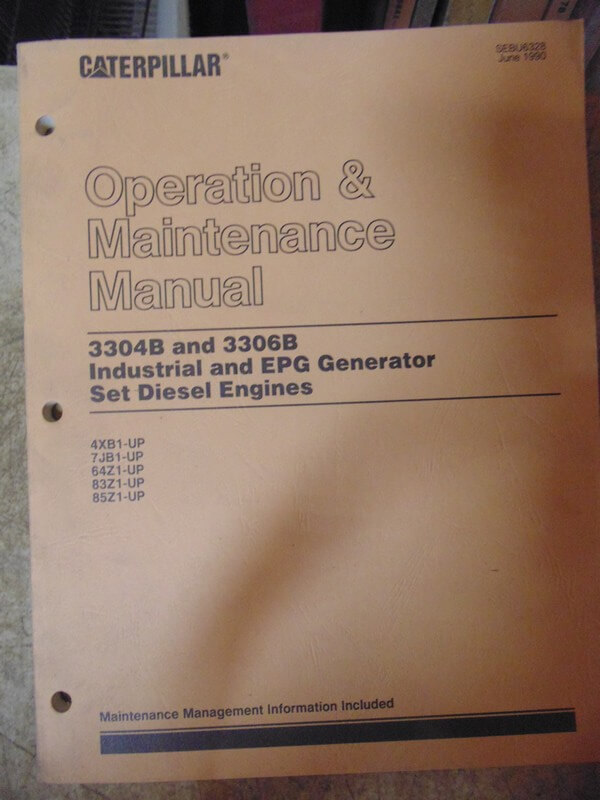 CATERPILLAR®
SEBU6328
June 1990
Operation &
Maintenance
Manual
3304B and 3306B
Industrial and EPG Generator
Set Diesel Engines
4XB1-UP
7JB1-UP
64Z1-UP
83Z1-UP
85Z1-UP
Maintenance Management Information Included